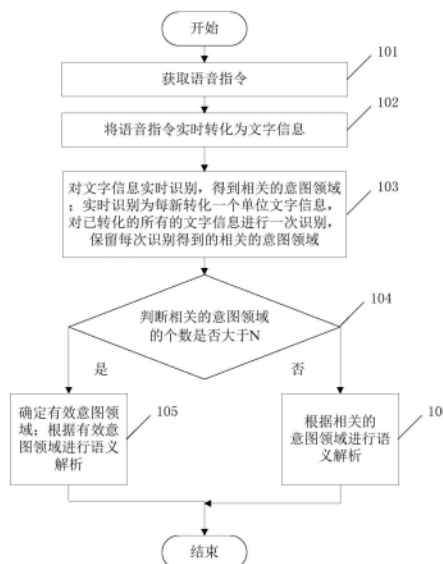 开始
101
获取语音指令
102
将语音指令实时转化为文字信息
103
对文字信息实时识别，得到相关的意图领域
；实时识别为每新转化一个单位文字信息，
对已转化的所有的文字信息进行一次识别，
保留每次识别得到的相关的意图领域
104
判断相关的意图领域
的个数是否大于N
是
否
确定有效意图领
域；根据有效意
图领域进行语义
解析
105
根据相关的
意图领域进行语
义解析
结束